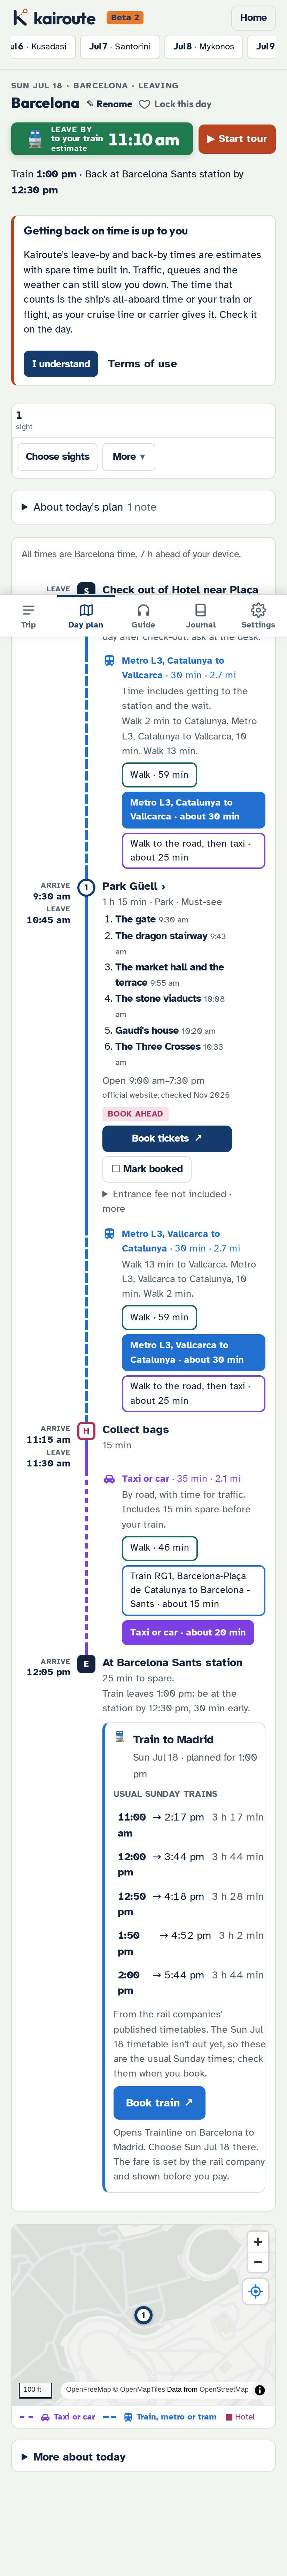 kairoute Beta 2 Home
Jul 6 · Kusadasi Jul 7 · Santorini Jul 8 · Mykonos Jul 9
SUN JUL 18 · BARCELONA · LEAVING
Barcelona ✎ Rename ♡ Lock this day
LEAVE BY
to your train
estimate
11:10 am
▶ Start tour
Train 1:00 pm · Back at Barcelona Sants station by
12:30 pm
Getting back on time is up to you
Kairoute's leave-by and back-by times are estimates
with spare time built in. Traffic, queues and the
weather can still slow you down. The time that
counts is the ship's all-aboard time or your train or
flight, as your cruise line or carrier gives it. Check it
on the day.
I understand Terms of use
1
sight
Choose sights More ▾
▶ About today's plan 1 note
All times are Barcelona time, 7 h ahead of your device.
LEAVE S Check out of Hotel near Plaça
Trip Day plan Guide Journal Settings
day after check-out: ask at the desk.
Metro L3, Catalunya to
Vallcarca · 30 min · 2.7 mi
Time includes getting to the
station and the wait.
Walk 2 min to Catalunya. Metro
L3, Catalunya to Vallcarca, 10
min. Walk 13 min.
Walk · 59 min
Metro L3, Catalunya to
Vallcarca · about 30 min
Walk to the road, then taxi ·
about 25 min
ARRIVE
9:30 am
LEAVE
10:45 am
1
Park Güell ›
1 h 15 min · Park · Must-see
1. The gate 9:30 am
2. The dragon stairway 9:43
am
3. The market hall and the
terrace 9:55 am
4. The stone viaducts 10:08
am
5. Gaudí's house 10:20 am
6. The Three Crosses 10:33
am
Open 9:00 am–7:30 pm
official website, checked Nov 2026
BOOK AHEAD
Book tickets ↗
☐ Mark booked
▶ Entrance fee not included ·
more
Metro L3, Vallcarca to
Catalunya · 30 min · 2.7 mi
Walk 13 min to Vallcarca. Metro
L3, Vallcarca to Catalunya, 10
min. Walk 2 min.
Walk · 59 min
Metro L3, Vallcarca to
Catalunya · about 30 min
Walk to the road, then taxi ·
about 25 min
ARRIVE
11:15 am
LEAVE
11:30 am
H
Collect bags
15 min
Taxi or car · 35 min · 2.1 mi
By road, with time for traffic.
Includes 15 min spare before
your train.
Walk · 46 min
Train RG1, Barcelona-Plaça
de Catalunya to Barcelona -
Sants · about 15 min
Taxi or car · about 20 min
ARRIVE
12:05 pm
E
At Barcelona Sants station
25 min to spare.
Train leaves 1:00 pm: be at the
station by 12:30 pm, 30 min early.
Train to Madrid
Sun Jul 18 · planned for 1:00
pm
USUAL SUNDAY TRAINS
11:00 am → 2:17 pm 3 h 17 min
12:00 pm → 3:44 pm 3 h 44 min
12:50 pm → 4:18 pm 3 h 28 min
1:50 pm → 4:52 pm 3 h 2 min
2:00 pm → 5:44 pm 3 h 44 min
From the rail companies'
published timetables. The Sun Jul
18 timetable isn't out yet, so these
are the usual Sunday times; check
them when you book.
Book train ↗
Opens Trainline on Barcelona to
Madrid. Choose Sun Jul 18 there.
The fare is set by the rail company
and shown before you pay.
1
100 ft
OpenFreeMap © OpenMapTiles Data from OpenStreetMap
Taxi or car Train, metro or tram Hotel
▶ More about today